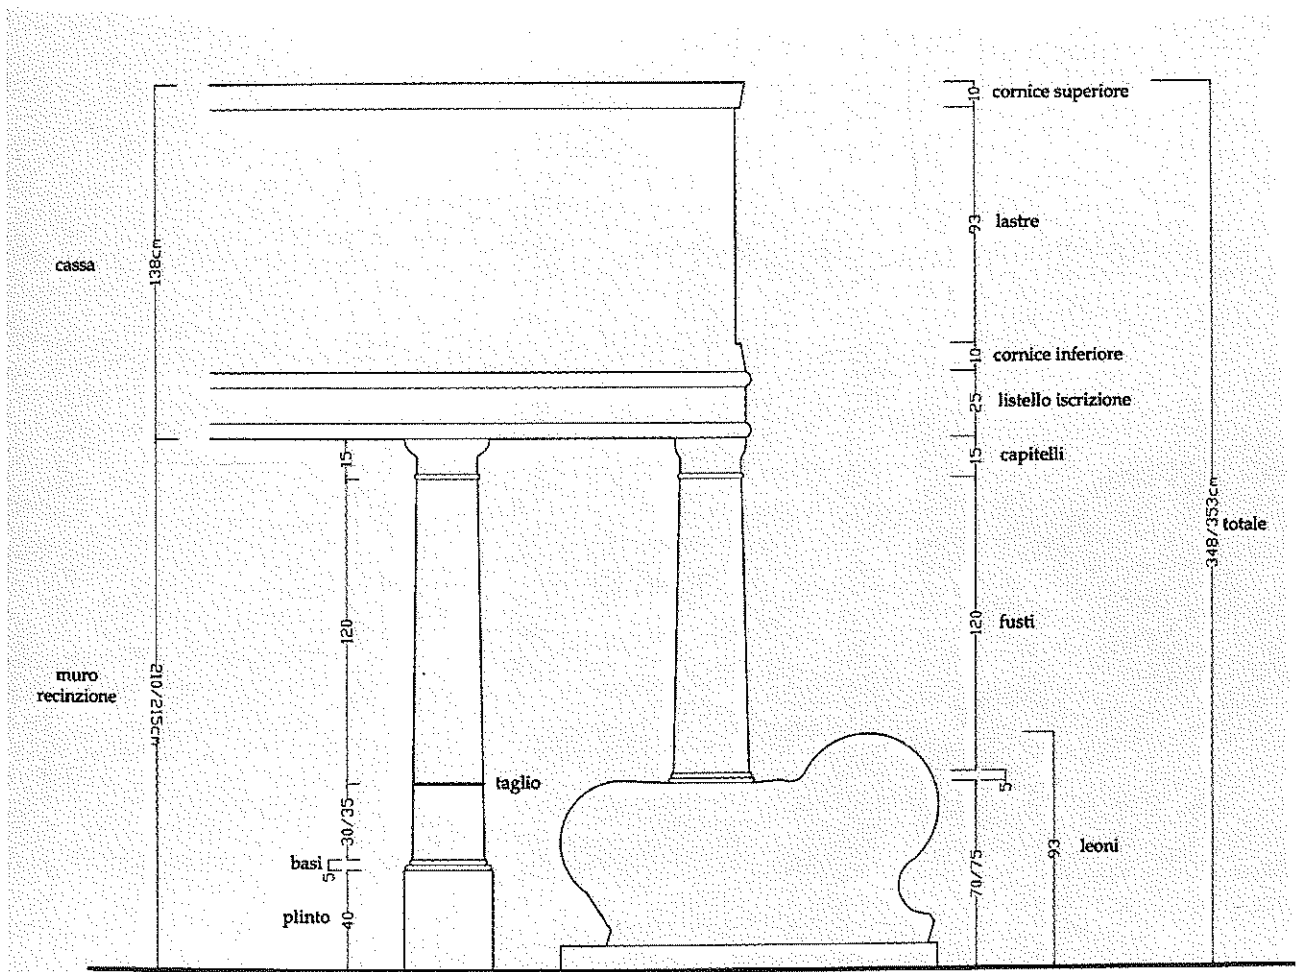 10 cornice superiore
93 lastre
cassa 138cm
10 cornice inferiore
25 listello iscrizione
15
15 capitelli
348/353cm totale
120
120 fusti
muro
recinzione
210/215cm
taglio
5
30/35
basi
5
93 leoni
70/75
plinto 40